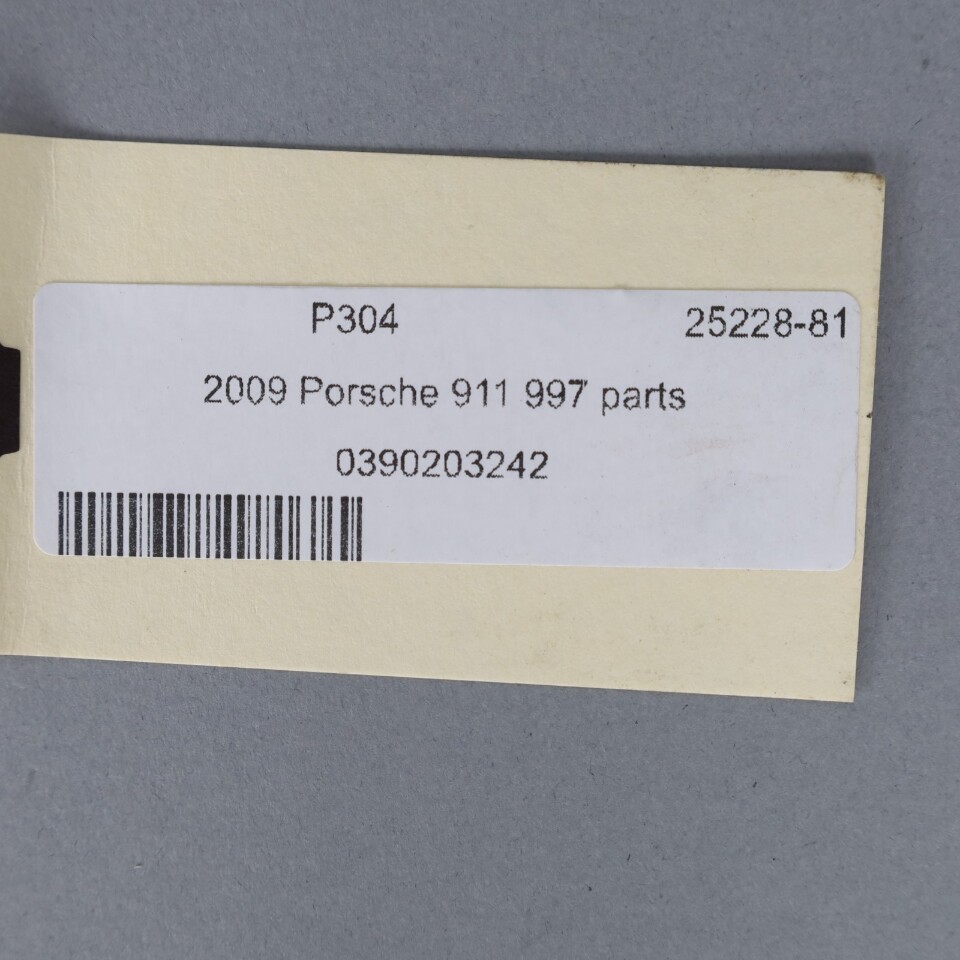 P304 25228-81
2009 Porsche 911 997 parts
0390203242